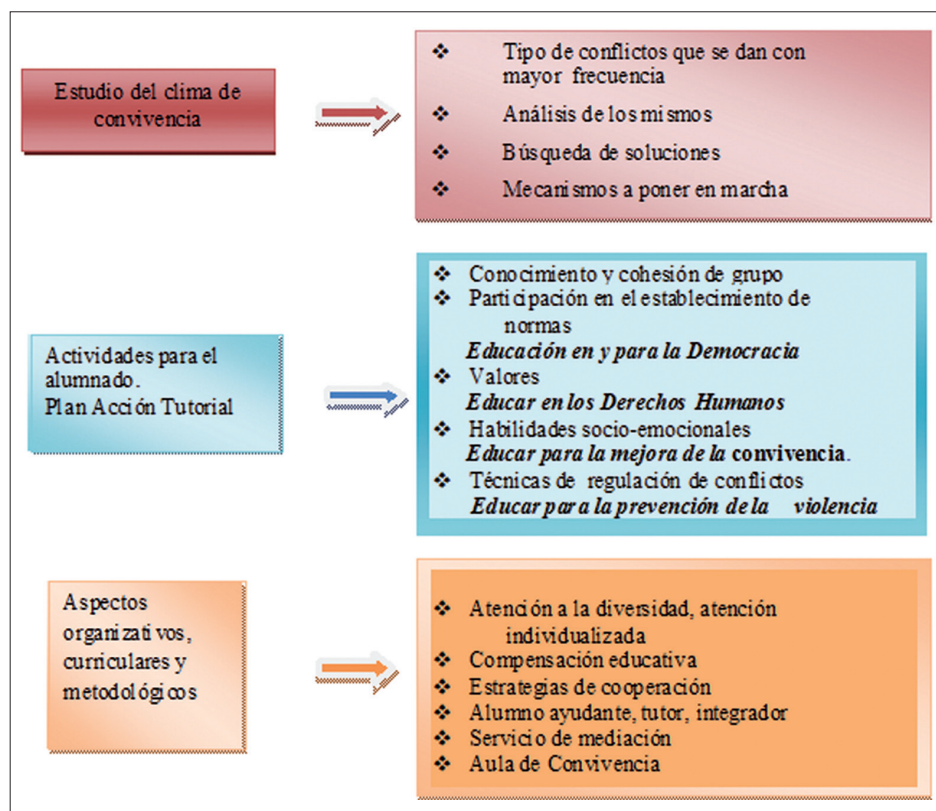 Estudio del clima de
convivencia
❖ Tipo de conflictos que se dan con
mayor frecuencia
❖ Análisis de los mismos
❖ Búsqueda de soluciones
❖ Mecanismos a poner en marcha
Actividades para el
alumnado.
Plan Acción Tutorial
❖ Conocimiento y cohesión de grupo
❖ Participación en el establecimiento de
normas
Educación en y para la Democracia
❖ Valores
Educar en los Derechos Humanos
❖ Habilidades socio-emocionales
Educar para la mejora de la convivencia.
❖ Técnicas de regulación de conflictos
Educar para la prevención de la violencia
Aspectos
organizativos,
curriculares y
metodológicos
❖ Atención a la diversidad, atención
individualizada
❖ Compensación educativa
❖ Estrategias de cooperación
❖ Alumno ayudante, tutor, integrador
❖ Servicio de mediación
❖ Aula de Convivencia